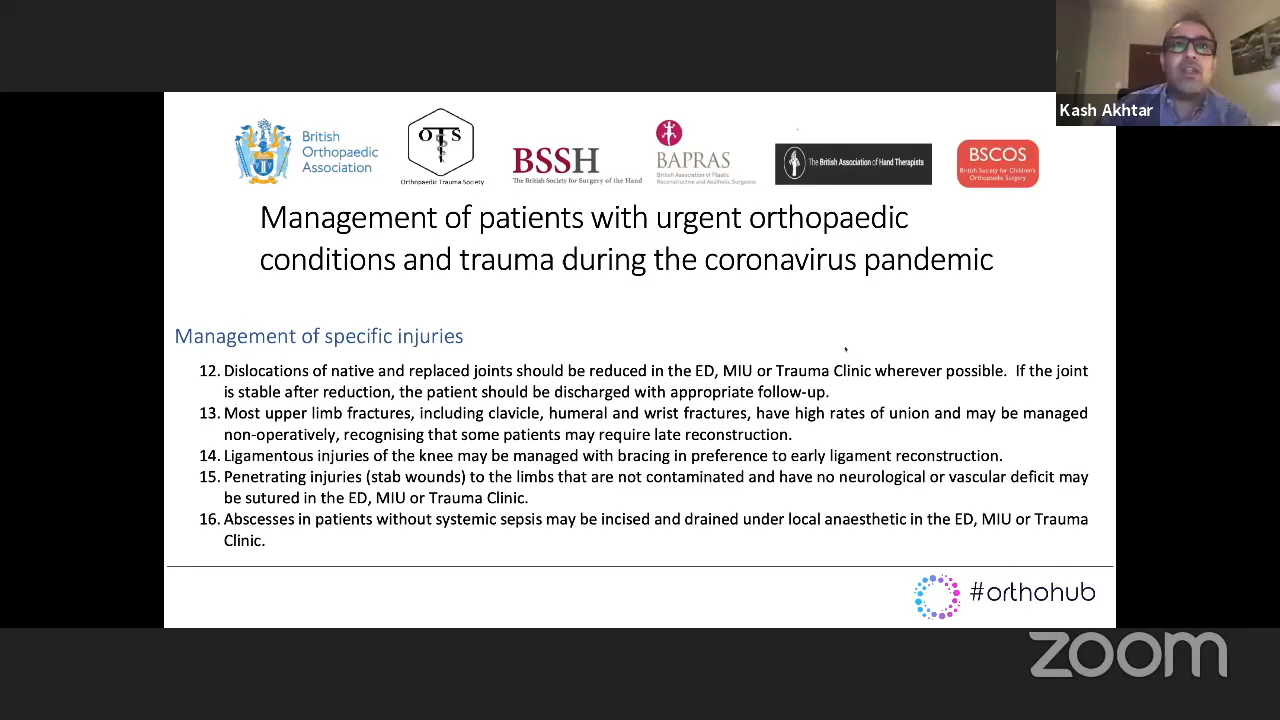 Kash Akhtar
British
Orthopaedic
Association
OTS
Orthopaedic Trauma Society
BSSH
The British Society for Surgery of the Hand
BAPRAS
British Association of Plastic
Reconstructive and Aesthetic Surgeons
The British Association of Hand Therapists
BSCOS
British Society for Children's
Orthopaedic Surgery
Management of patients with urgent orthopaedic
conditions and trauma during the coronavirus pandemic
Management of specific injuries
12. Dislocations of native and replaced joints should be reduced in the ED, MIU or Trauma Clinic wherever possible. If the joint
is stable after reduction, the patient should be discharged with appropriate follow-up.
13. Most upper limb fractures, including clavicle, humeral and wrist fractures, have high rates of union and may be managed
non-operatively, recognising that some patients may require late reconstruction.
14. Ligamentous injuries of the knee may be managed with bracing in preference to early ligament reconstruction.
15. Penetrating injuries (stab wounds) to the limbs that are not contaminated and have no neurological or vascular deficit may
be sutured in the ED, MIU or Trauma Clinic.
16. Abscesses in patients without systemic sepsis may be incised and drained under local anaesthetic in the ED, MIU or Trauma
Clinic.
#orthohub
zoom